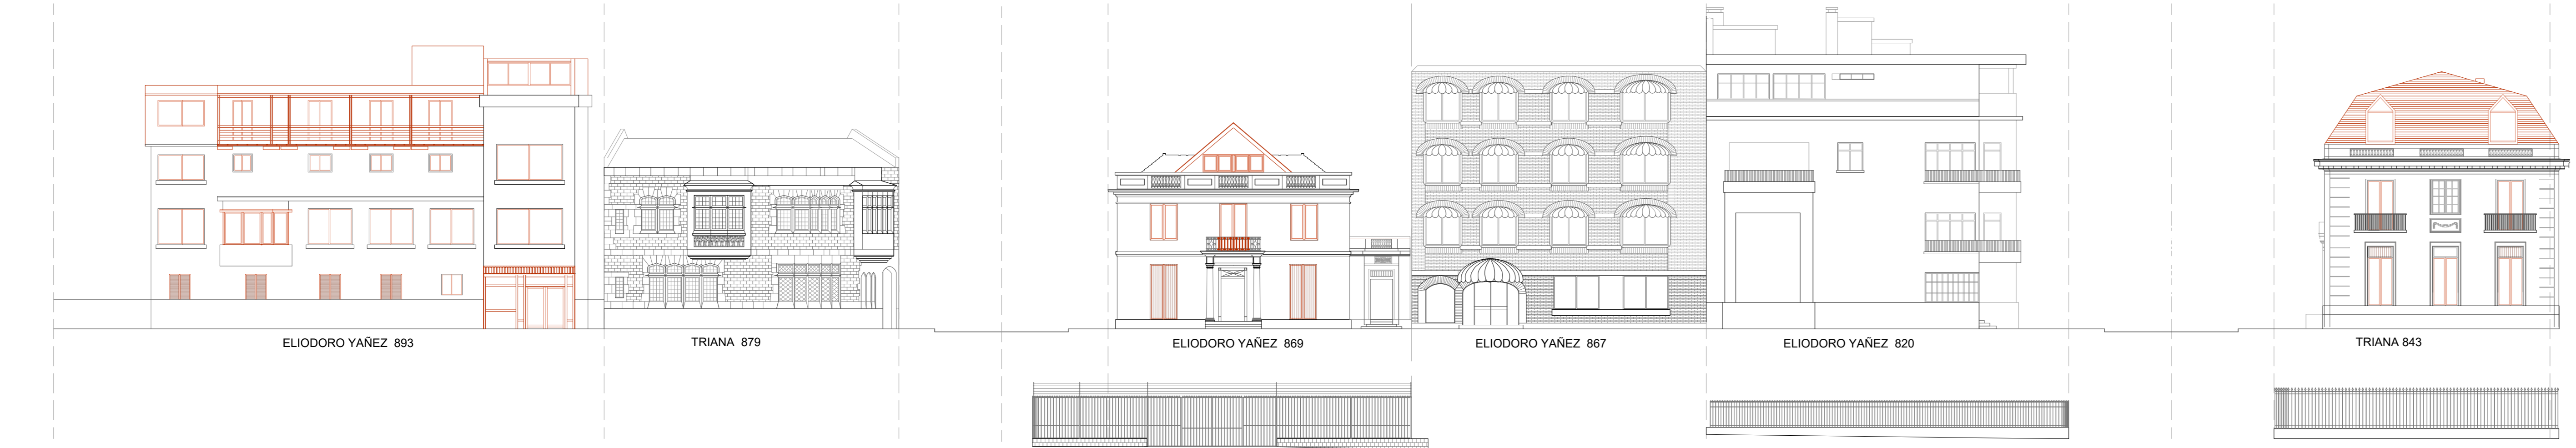 ELIODORO YAÑEZ 893
TRIANA 879
ELIODORO YAÑEZ 869
ELIODORO YAÑEZ 867
ELIODORO YAÑEZ 820
TRIANA 843